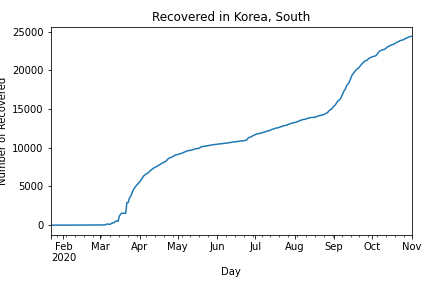 Recovered in Korea, South
Number of Recovered
25000
20000
15000
10000
5000
0
Feb Mar Apr May Jun Jul Aug Sep Oct Nov
2020
Day